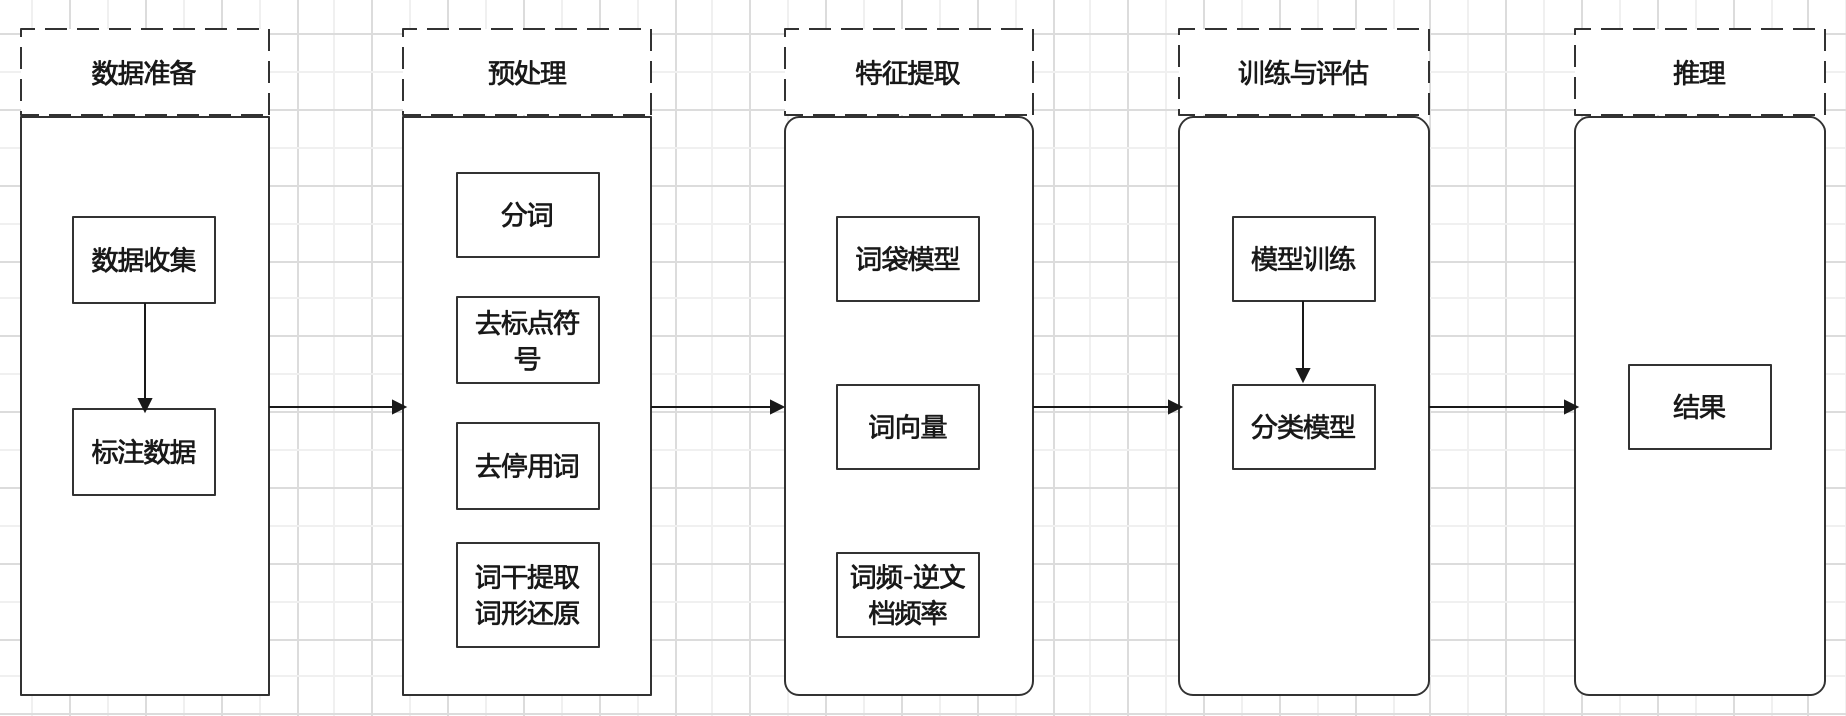 数据准备
预处理
特征提取
训练与评估
推理
数据收集
标注数据
分词
去标点符
号
去停用词
词干提取
词形还原
词袋模型
词向量
词频-逆文
档频率
模型训练
分类模型
结果